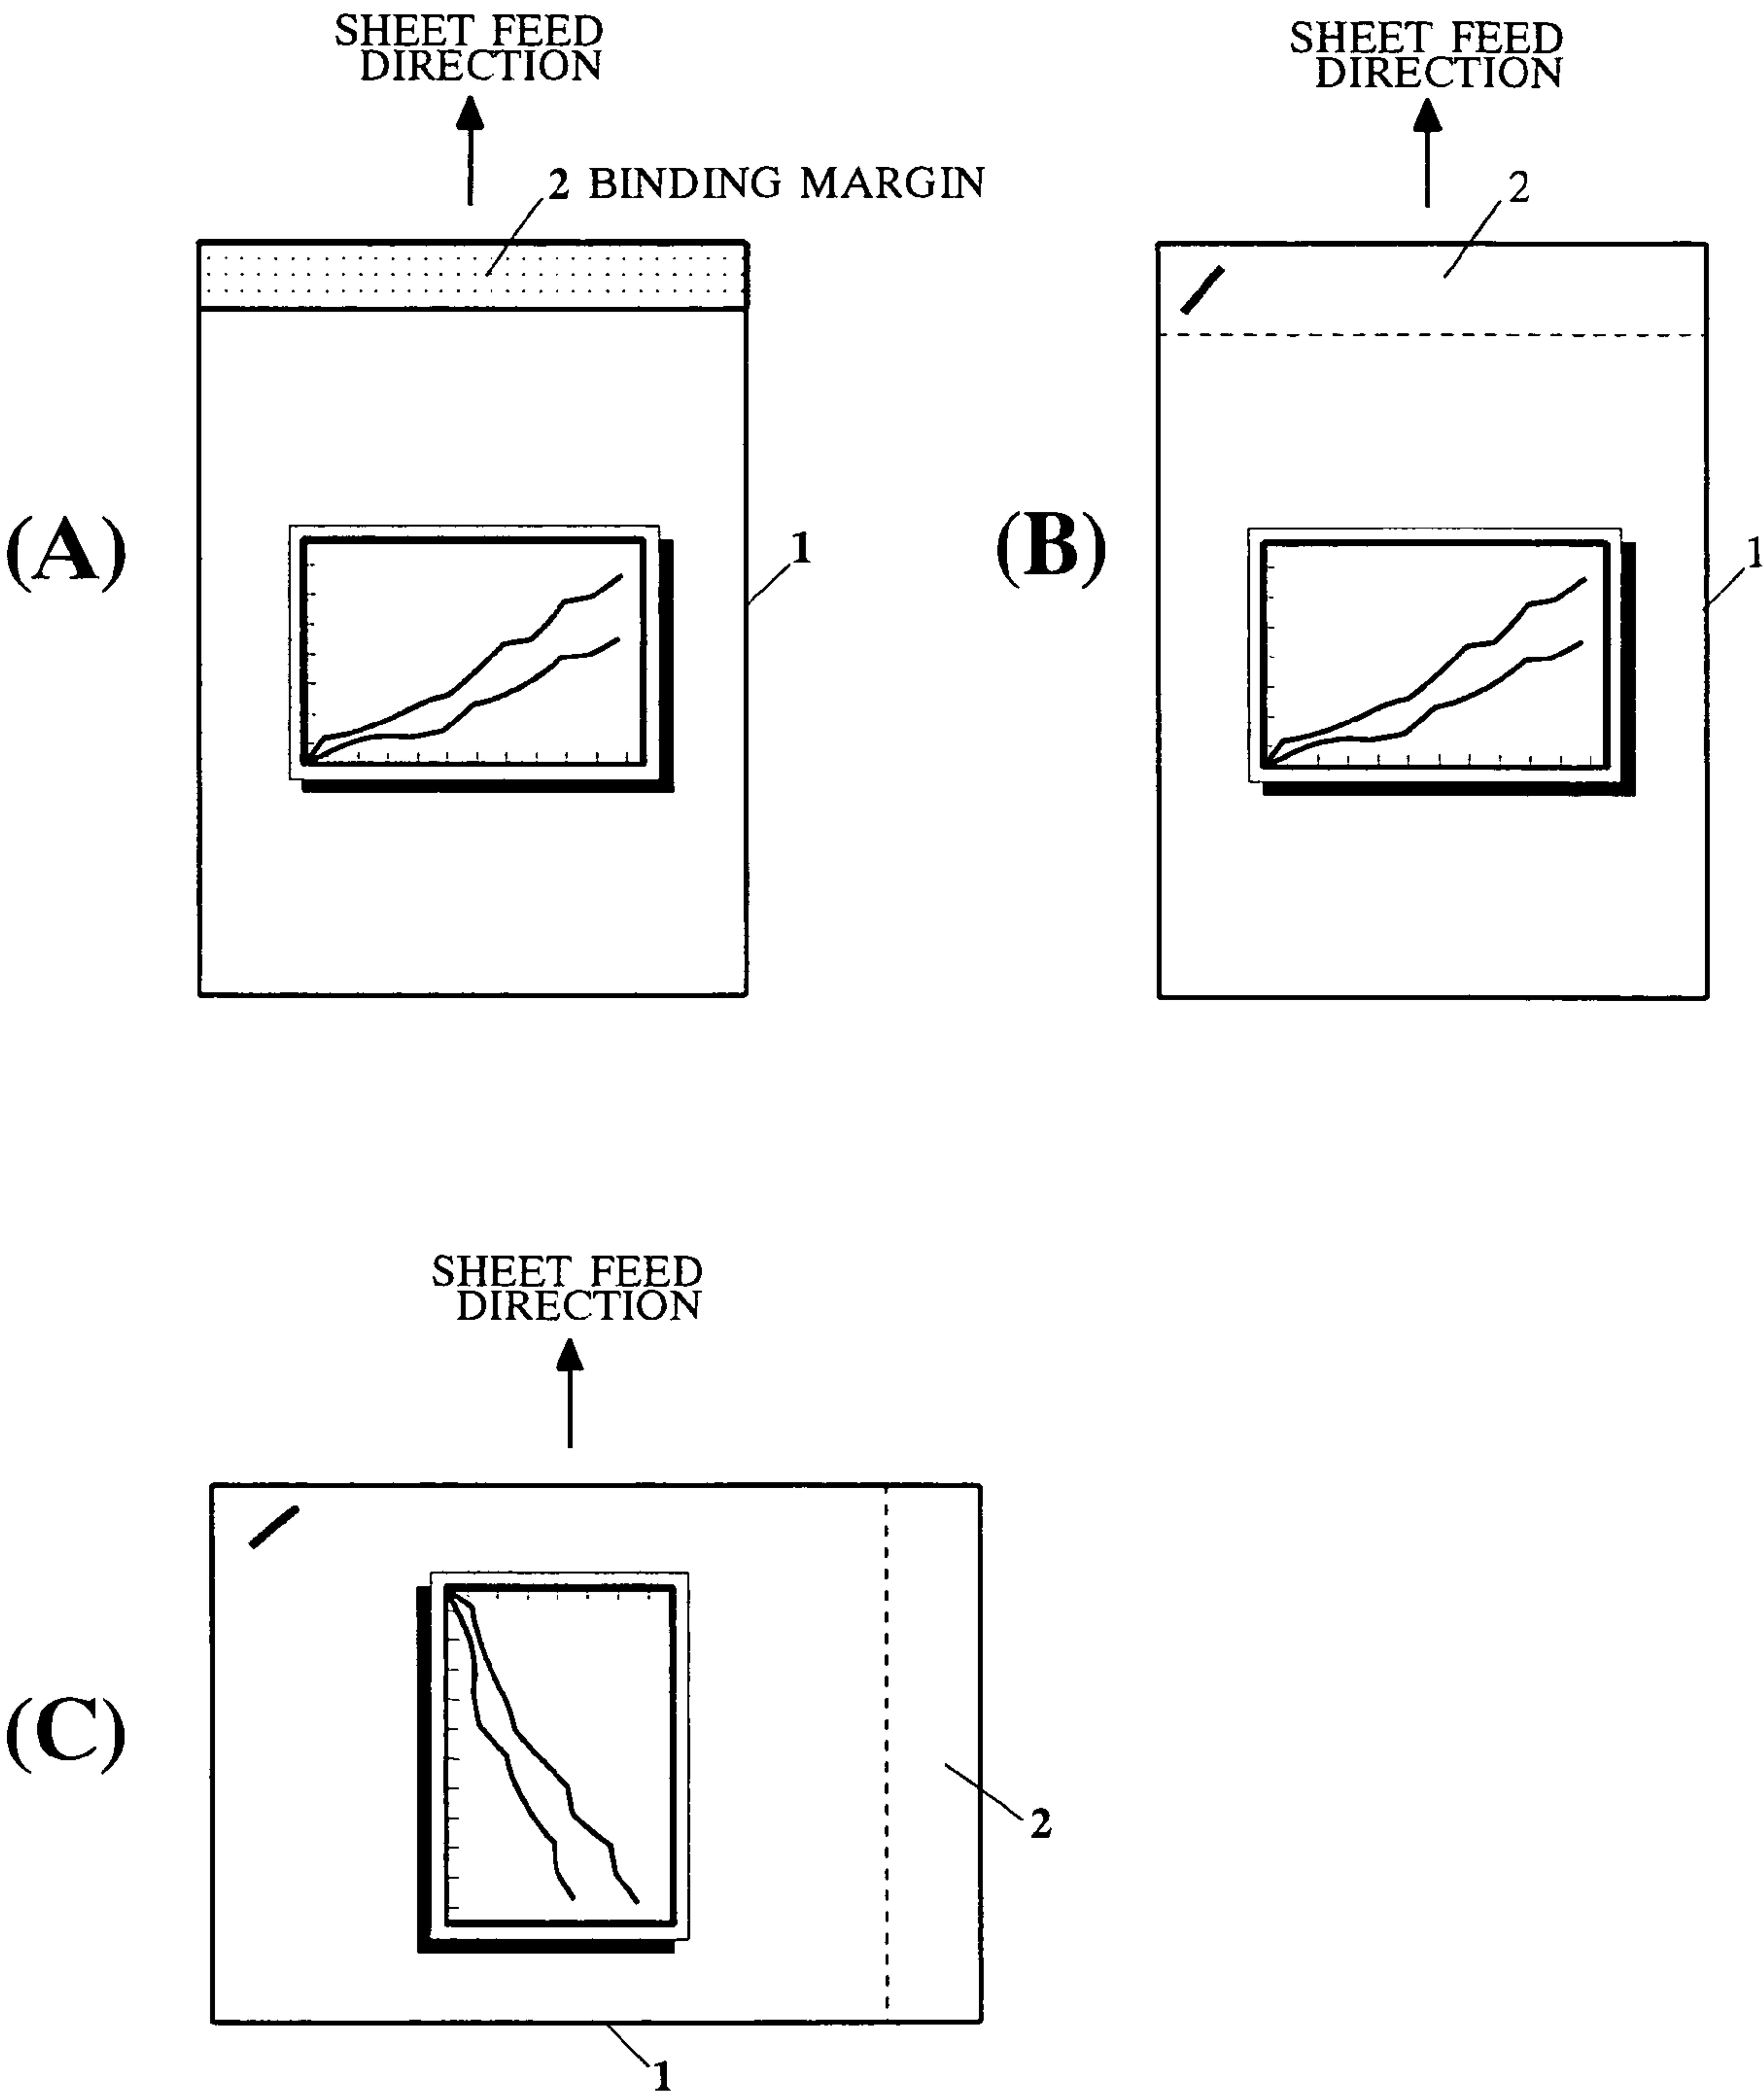 SHEET FEED
DIRECTION
2 BINDING MARGIN
(A)
1
SHEET FEED
DIRECTION
2
(B)
1
SHEET FEED
DIRECTION
(C)
2
1